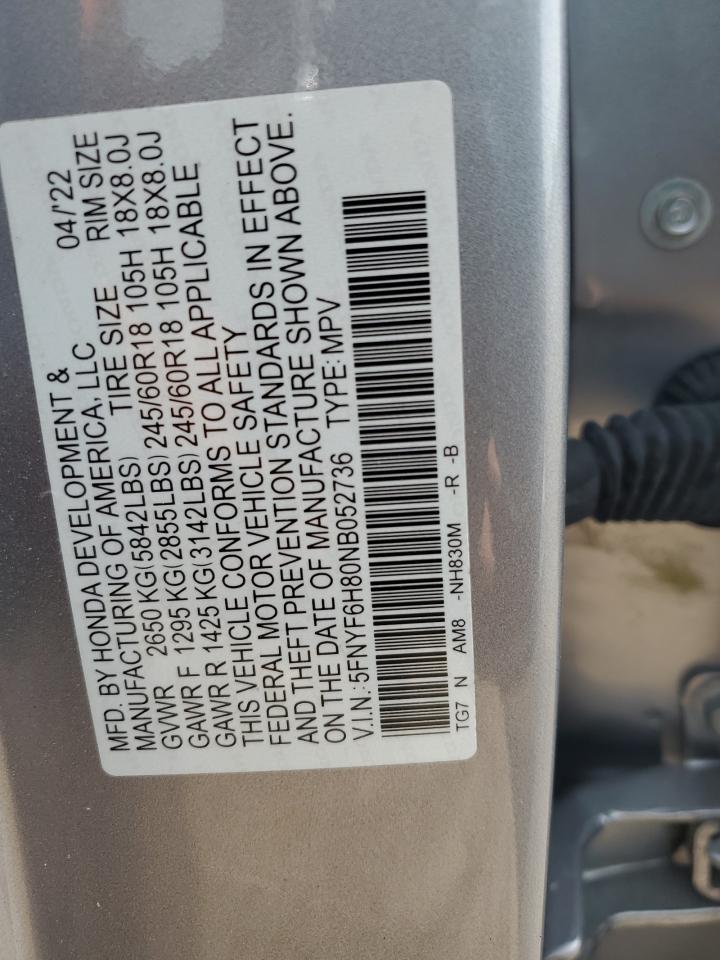 MFD. BY HONDA DEVELOPMENT & 04/'22
MANUFACTURING OF AMERICA, LLC TIRE SIZE RIM SIZE
GVWR 2650 KG(5842LBS)
GAWR F 1295 KG(2855LBS) 245/60R18 105H 18X8.0J
GAWR R 1425 KG(3142LBS) 245/60R18 105H 18X8.0J
THIS VEHICLE CONFORMS TO ALL APPLICABLE
FEDERAL MOTOR VEHICLE SAFETY
AND THEFT PREVENTION STANDARDS IN EFFECT
ON THE DATE OF MANUFACTURE SHOWN ABOVE.
V.I.N.:5FNYF6H80NB052736 TYPE:MPV
TG7 N AM8 -NH830M -R -B